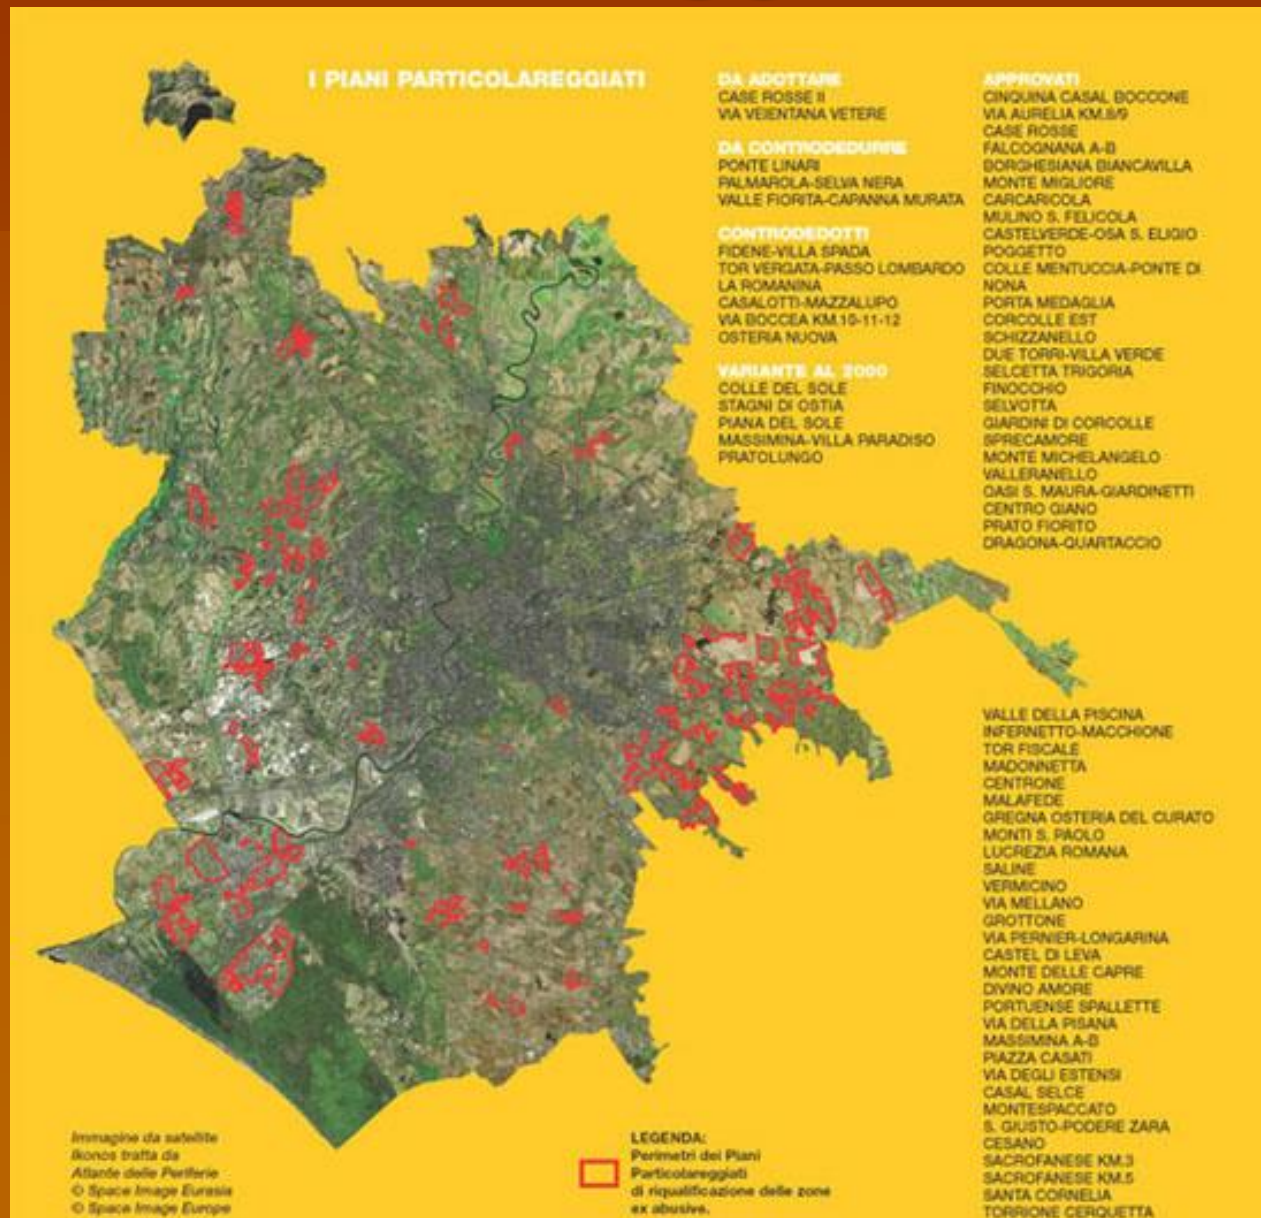 I PIANI PARTICOLAREGGIATI
DA ADOTTARE
CASE ROSSE II
VIA VEIENTANA VETERE
DA CONTRODEDURRE
PONTE LINARI
PALMAROLA-SELVA NERA
VALLE FIORITA-CAPANNA MURATA
CONTRODEDOTTI
FIDENE-VILLA SPADA
TOR VERGATA-PASSO LOMBARDO
LA ROMANINA
CASALOTTI-MAZZALUPO
VIA BOCCEA KM.10-11-12
OSTERIA NUOVA
VARIANTE AL 2000
COLLE DEL SOLE
STAGNI DI OSTIA
PIANA DEL SOLE
MASSIMINA-VILLA PARADISO
PRATOLUNGO
APPROVATI
CINQUINA CASAL BOCCONE
VIA AURELIA KM.8/9
CASE ROSSE
FALCOGNANA A-B
BORGHESIANA BIANCAVILLA
MONTE MIGLIORE
CARCARICOLA
MULINO S. FELICOLA
CASTELVERDE-OSA S. ELIGIO
POGGETTO
COLLE MENTUCCIA-PONTE DI
NONA
PORTA MEDAGLIA
CORCOLLE EST
SCHIZZANELLO
DUE TORRI-VILLA VERDE
SELCETTA TRIGORIA
FINOCCHIO
SELVOTTA
GIARDINI DI CORCOLLE
SPRECAMORE
MONTE MICHELANGELO
VALLERANELLO
OASI S. MAURA-GIARDINETTI
CENTRO GIANO
PRATO FIORITO
DRAGONA-QUARTACCIO
VALLE DELLA PISCINA
INFERNETTO-MACCHIONE
TOR FISCALE
MADONNETTA
CENTRONE
MALAFEDE
GREGNA OSTERIA DEL CURATO
MONTI S. PAOLO
LUCREZIA ROMANA
SALINE
VERMICINO
VIA MELLANO
GROTTONE
VIA PERNIER-LONGARINA
CASTEL DI LEVA
MONTE DELLE CAPRE
DIVINO AMORE
PORTUENSE SPALLETTE
VIA DELLA PISANA
MASSIMINA A-B
PIAZZA CASATI
VIA DEGLI ESTENSI
CASAL SELCE
MONTESPACCATO
S. GIUSTO-PODERE ZARA
CESANO
SACROFANESE KM.3
SACROFANESE KM.5
SANTA CORNELIA
TORRIONE CERQUETTA
Immagine da satellite
Ikonos tratta da
Atlante delle Periferie
© Space Image Eurasia
© Space Image Europe
LEGENDA:
Perimetri dei Piani
Particolareggiati
di riqualificazione delle zone
ex abusive.